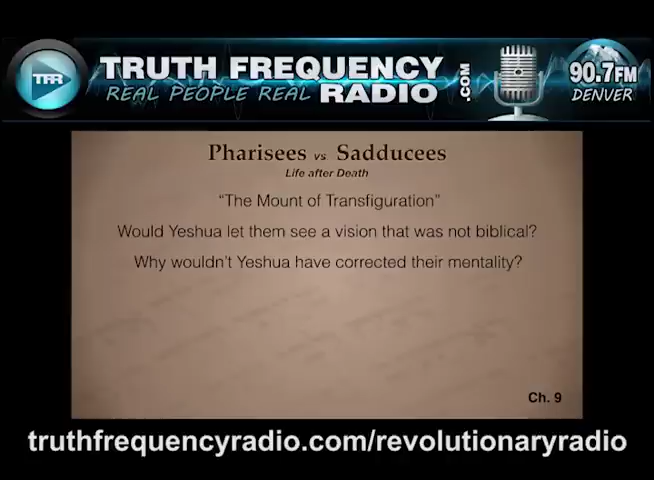 TFR
TRUTH FREQUENCY
REAL PEOPLE REAL RADIO .COM
90.7FM
DENVER
Pharisees vs Sadducees
Life after Death
“The Mount of Transfiguration”
Would Yeshua let them see a vision that was not biblical?
Why wouldn't Yeshua have corrected their mentality?
Ch. 9
truthfrequencyradio.com/revolutionaryradio